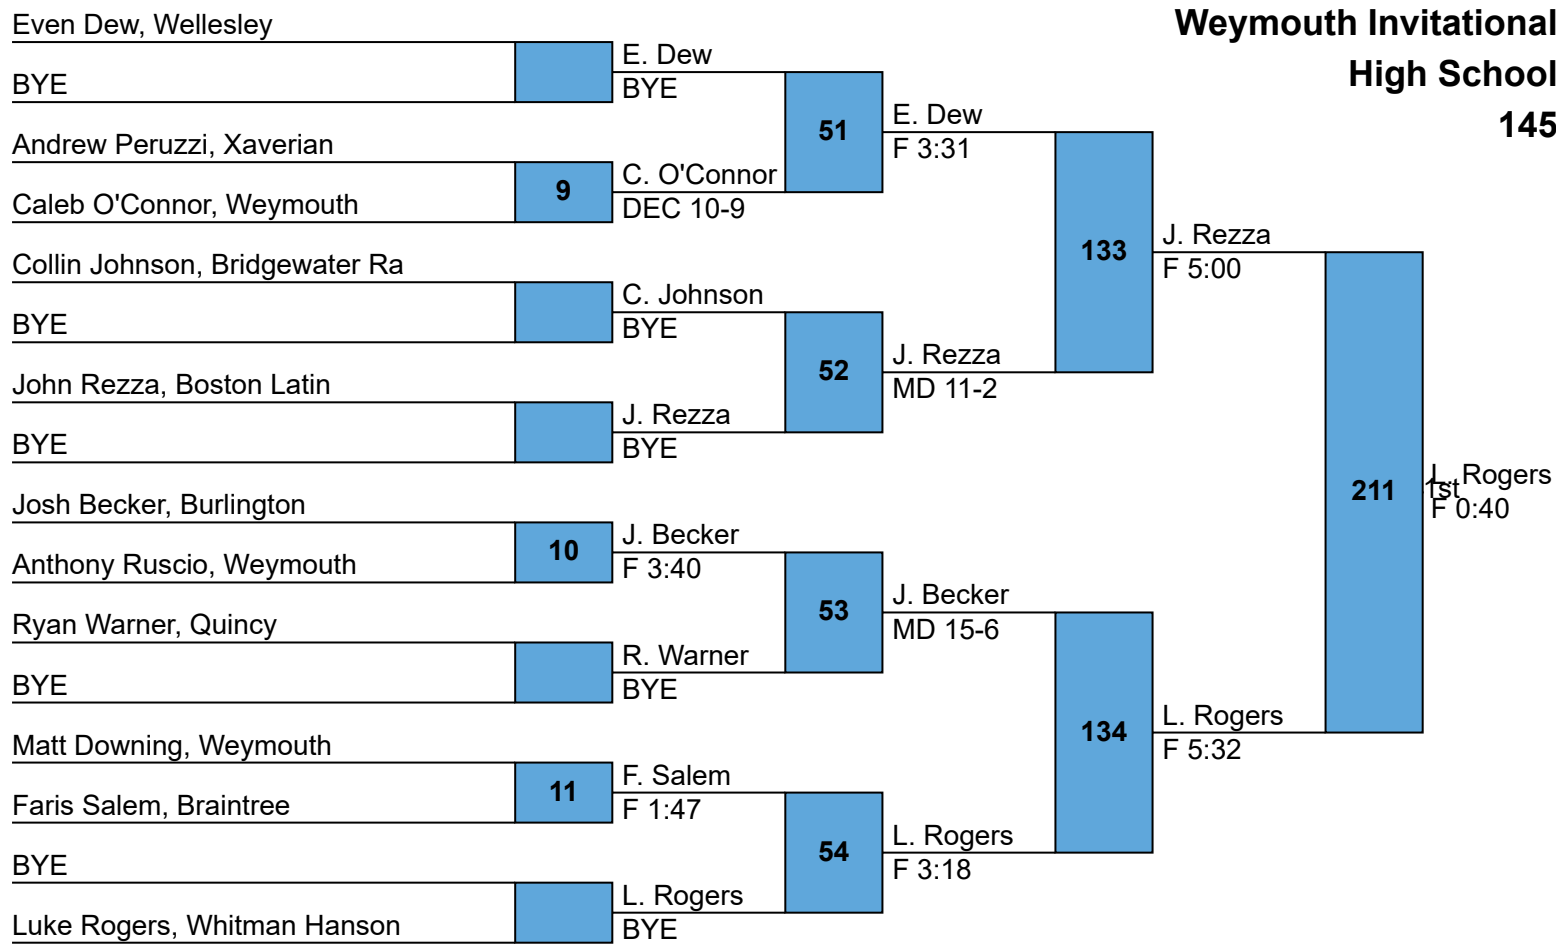 Weymouth Invitational
High School
145
Even Dew, Wellesley
BYE
Andrew Peruzzi, Xaverian
9
Caleb O'Connor, Weymouth
Collin Johnson, Bridgewater Ra
BYE
John Rezza, Boston Latin
BYE
Josh Becker, Burlington
10
Anthony Ruscio, Weymouth
Ryan Warner, Quincy
BYE
Matt Downing, Weymouth
11
Faris Salem, Braintree
BYE
Luke Rogers, Whitman Hanson
E. Dew
BYE
51
C. O'Connor
DEC 10-9
C. Johnson
BYE
52
J. Rezza
BYE
J. Becker
F 3:40
53
R. Warner
BYE
F. Salem
F 1:47
54
L. Rogers
BYE
E. Dew
F 3:31
133
J. Rezza
MD 11-2
J. Becker
MD 15-6
134
L. Rogers
F 3:18
J. Rezza
F 5:00
211
L. Rogers
F 5:32
L. Rogers
1st
F 0:40